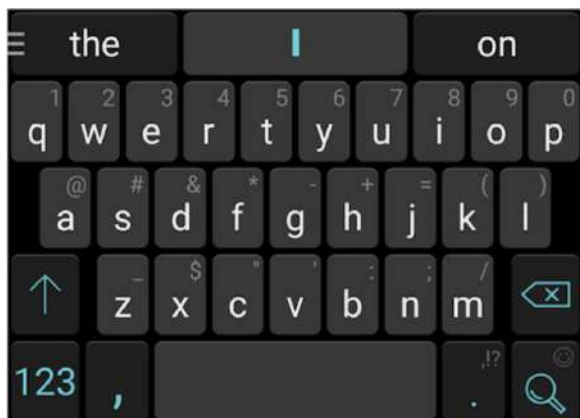 the I on
1 2 3 4 5 6 7 8 9 0
q w e r t y u i o p
@ # & * - + = ( )
a s d f g h j k l
_ $ " ' : ; /
z x c v b n m
,!?
123 , .